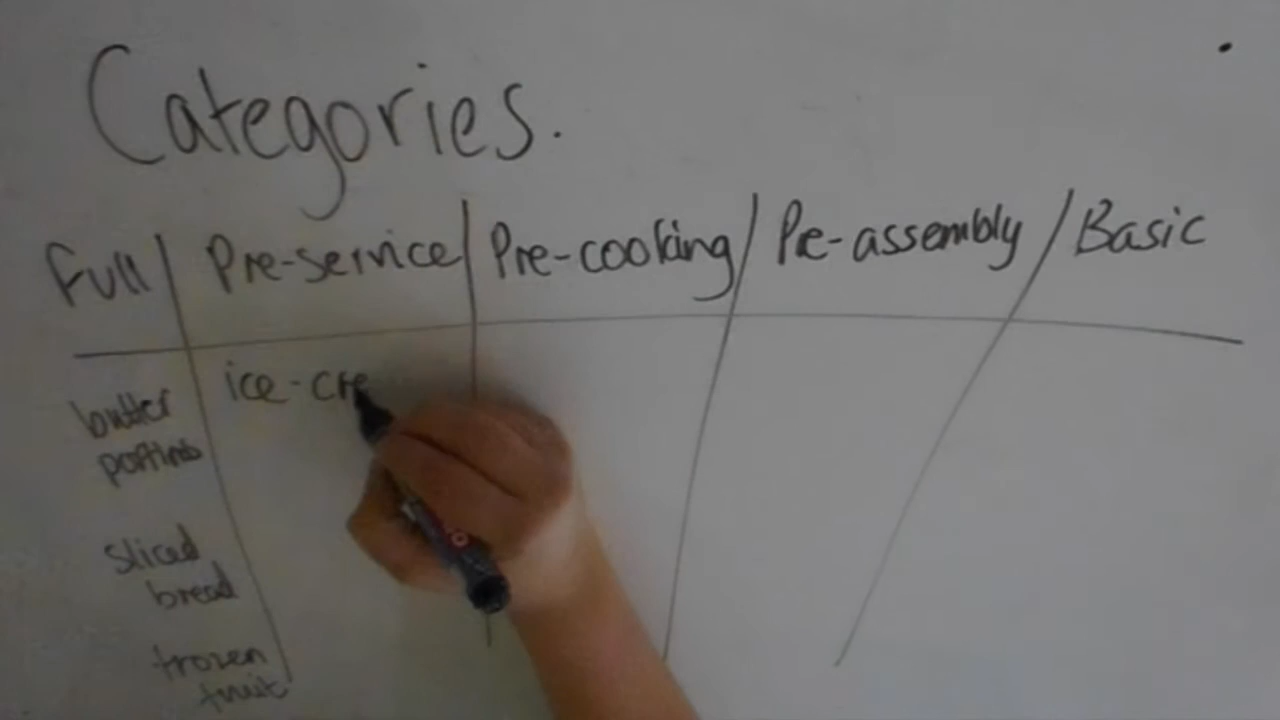 Categories.
Full Pre-service Pre-cooking Pre-assembly Basic
ice-cre
butter
portions
sliced
bread
frozen
fruit